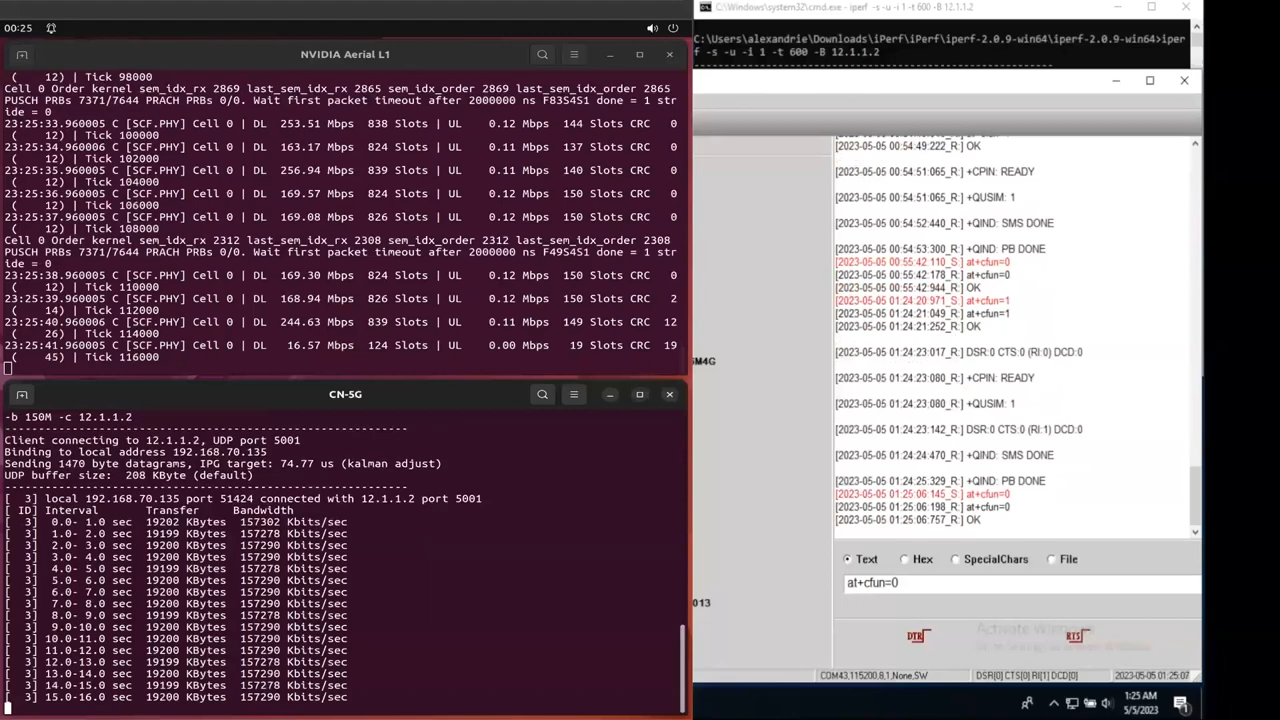 00:25
NVIDIA Aerial L1
( 12) | Tick 98000
Cell 0 Order kernel sem_idx_rx 2869 last_sem_idx_rx 2865 sem_idx_order 2869 last_sem_idx_order 2865
PUSCH PRBs 7371/7644 PRACH PRBs 0/0. Wait first packet timeout after 2000000 ns F83S4S1 done = 1 str
ide = 0
23:25:33.960005 C [SCF.PHY] Cell 0 | DL 253.51 Mbps 838 Slots | UL 0.12 Mbps 144 Slots CRC 0
( 12) | Tick 100000
23:25:34.960005 C [SCF.PHY] Cell 0 | DL 163.17 Mbps 824 Slots | UL 0.11 Mbps 137 Slots CRC 0
( 12) | Tick 102000
23:25:35.960005 C [SCF.PHY] Cell 0 | DL 256.94 Mbps 839 Slots | UL 0.11 Mbps 140 Slots CRC 0
( 12) | Tick 104000
23:25:36.960005 C [SCF.PHY] Cell 0 | DL 169.57 Mbps 824 Slots | UL 0.12 Mbps 150 Slots CRC 0
( 12) | Tick 106000
23:25:37.960005 C [SCF.PHY] Cell 0 | DL 169.08 Mbps 826 Slots | UL 0.12 Mbps 150 Slots CRC 0
( 12) | Tick 108000
Cell 0 Order kernel sem_idx_rx 2312 last_sem_idx_rx 2308 sem_idx_order 2312 last_sem_idx_order 2308
PUSCH PRBs 7371/7644 PRACH PRBs 0/0. Wait first packet timeout after 2000000 ns F49S4S1 done = 1 str
ide = 0
23:25:38.960005 C [SCF.PHY] Cell 0 | DL 169.30 Mbps 824 Slots | UL 0.12 Mbps 150 Slots CRC 0
( 12) | Tick 110000
23:25:39.960005 C [SCF.PHY] Cell 0 | DL 168.94 Mbps 826 Slots | UL 0.12 Mbps 150 Slots CRC 2
( 14) | Tick 112000
23:25:40.960006 C [SCF.PHY] Cell 0 | DL 244.63 Mbps 839 Slots | UL 0.11 Mbps 149 Slots CRC 12
( 26) | Tick 114000
23:25:41.960005 C [SCF.PHY] Cell 0 | DL 16.57 Mbps 124 Slots | UL 0.00 Mbps 19 Slots CRC 19
( 45) | Tick 116000
CN-5G
-b 150M -c 12.1.1.2
------------------------------------------------------------
Client connecting to 12.1.1.2, UDP port 5001
Binding to local address 192.168.70.135
Sending 1470 byte datagrams, IPG target: 74.77 us (kalman adjust)
UDP buffer size: 208 KByte (default)
------------------------------------------------------------
[ 3] local 192.168.70.135 port 51424 connected with 12.1.1.2 port 5001
[ ID] Interval Transfer Bandwidth
[ 3] 0.0- 1.0 sec 19202 KBytes 157302 Kbits/sec
[ 3] 1.0- 2.0 sec 19199 KBytes 157278 Kbits/sec
[ 3] 2.0- 3.0 sec 19200 KBytes 157290 Kbits/sec
[ 3] 3.0- 4.0 sec 19200 KBytes 157290 Kbits/sec
[ 3] 4.0- 5.0 sec 19199 KBytes 157278 Kbits/sec
[ 3] 5.0- 6.0 sec 19200 KBytes 157290 Kbits/sec
[ 3] 6.0- 7.0 sec 19200 KBytes 157290 Kbits/sec
[ 3] 7.0- 8.0 sec 19200 KBytes 157290 Kbits/sec
[ 3] 8.0- 9.0 sec 19199 KBytes 157278 Kbits/sec
[ 3] 9.0-10.0 sec 19200 KBytes 157290 Kbits/sec
[ 3] 10.0-11.0 sec 19200 KBytes 157290 Kbits/sec
[ 3] 11.0-12.0 sec 19200 KBytes 157290 Kbits/sec
[ 3] 12.0-13.0 sec 19199 KBytes 157278 Kbits/sec
[ 3] 13.0-14.0 sec 19200 KBytes 157290 Kbits/sec
[ 3] 14.0-15.0 sec 19199 KBytes 157278 Kbits/sec
[ 3] 15.0-16.0 sec 19200 KBytes 157290 Kbits/sec
C:\Windows\system32\cmd.exe - iperf -s -u -i 1 -t 600 -B 12.1.1.2
C:\Users\alexandrie\Downloads\iPerf\iPerf\iperf-2.0.9-win64\iperf-2.0.9-win64>ipe
f -s -u -i 1 -t 600 -B 12.1.1.2
------------------------------------------------------------
[2023-05-05 00:54:49:222_R:] OK
[2023-05-05 00:54:51:065_R:] +CPIN: READY
[2023-05-05 00:54:51:065_R:] +QUSIM: 1
[2023-05-05 00:54:52:440_R:] +QIND: SMS DONE
[2023-05-05 00:54:53:300_R:] +QIND: PB DONE
[2023-05-05 00:55:42:110_S:] at+cfun=0
[2023-05-05 00:55:42:178_R:] at+cfun=0
[2023-05-05 00:55:42:944_R:] OK
[2023-05-05 01:24:20:971_S:] at+cfun=1
[2023-05-05 01:24:21:049_R:] at+cfun=1
[2023-05-05 01:24:21:252_R:] OK
[2023-05-05 01:24:23:017_R:] DSR:0 CTS:0 (RI:0) DCD:0
[2023-05-05 01:24:23:080_R:] +CPIN: READY
[2023-05-05 01:24:23:080_R:] +QUSIM: 1
[2023-05-05 01:24:23:142_R:] DSR:0 CTS:0 (RI:1) DCD:0
[2023-05-05 01:24:24:470_R:] +QIND: SMS DONE
[2023-05-05 01:24:25:329_R:] +QIND: PB DONE
[2023-05-05 01:25:06:145_S:] at+cfun=0
[2023-05-05 01:25:06:198_R:] at+cfun=0
[2023-05-05 01:25:06:757_R:] OK
M4G
013
Text Hex SpecialChars File
at+cfun=0
DTR RTS
Activate Windows
COM43,115200,8,1,None,SW DSR[0] CTS[0] RI[1] DCD[0] 2023-05-05 01:25:07
1:25 AM
5/5/2023